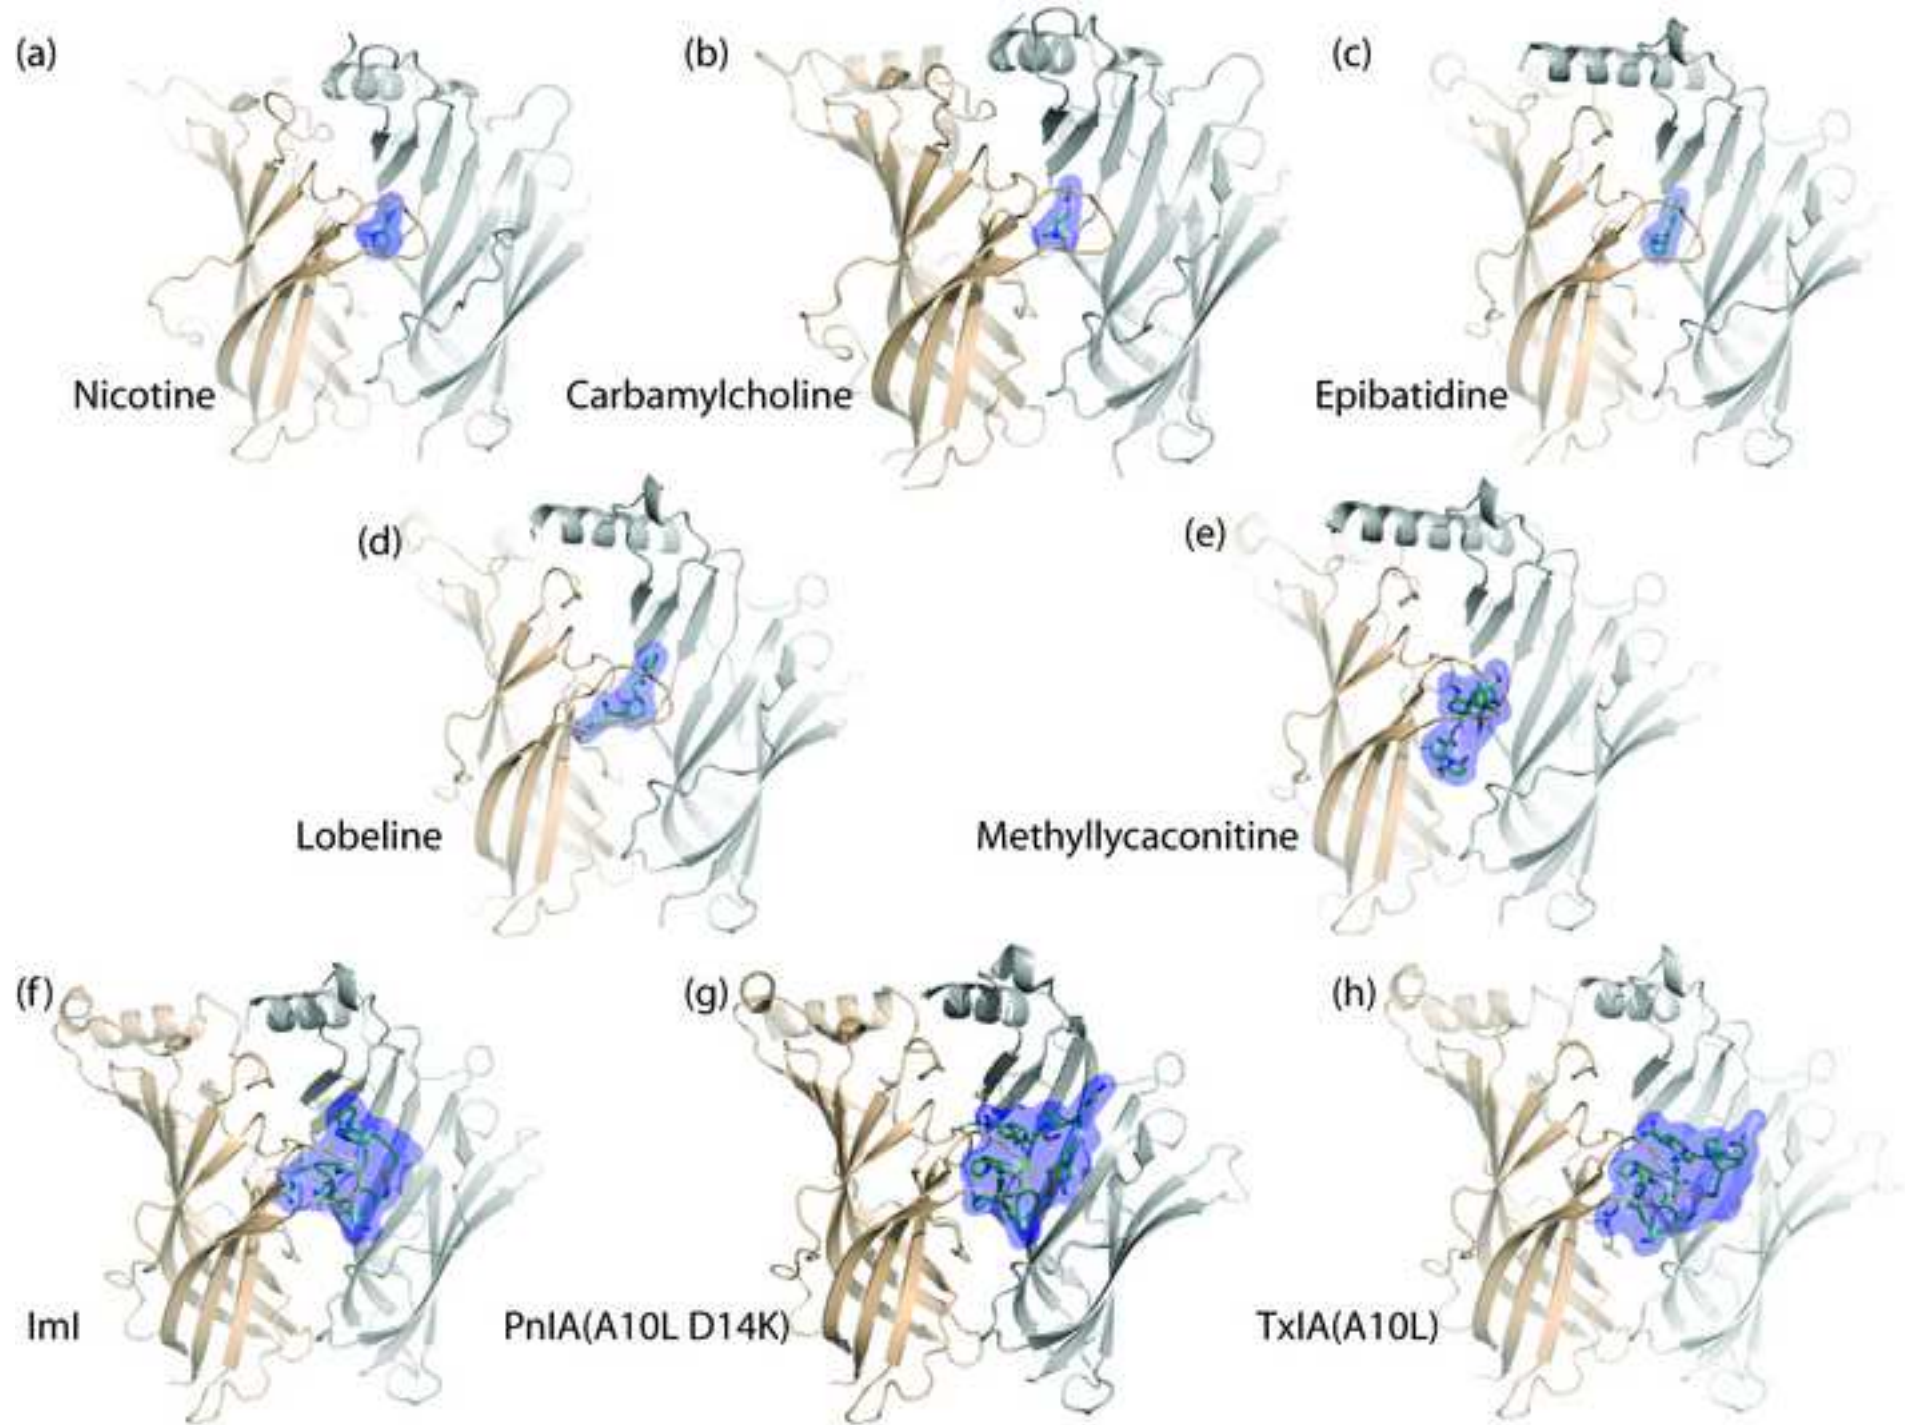 (a)
(b)
(c)
Nicotine
Carbamylcholine
Epibatidine
(d)
(e)
Lobeline
Methyllycaconitine
(f)
(g)
(h)
ImI
PnIA(A10L D14K)
TxIA(A10L)